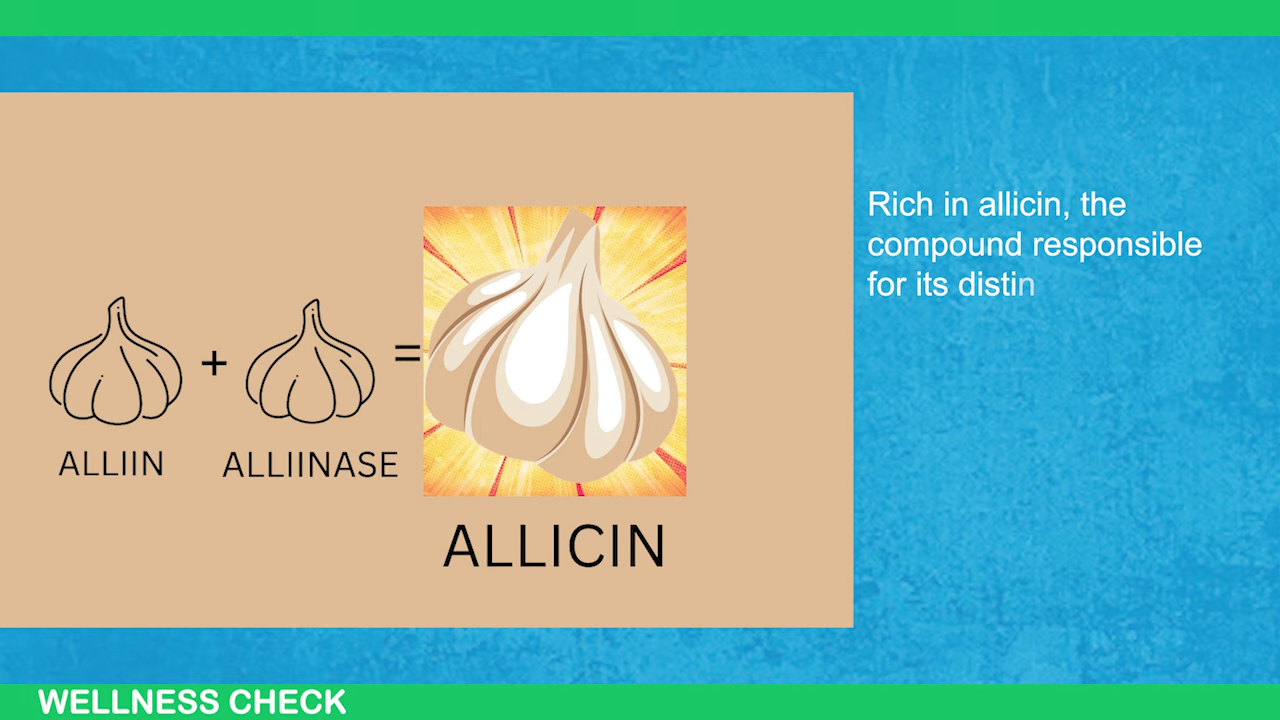 Rich in allicin, the
compound responsible
for its distin
+
=
ALLIIN
ALLIINASE
ALLICIN
WELLNESS CHECK